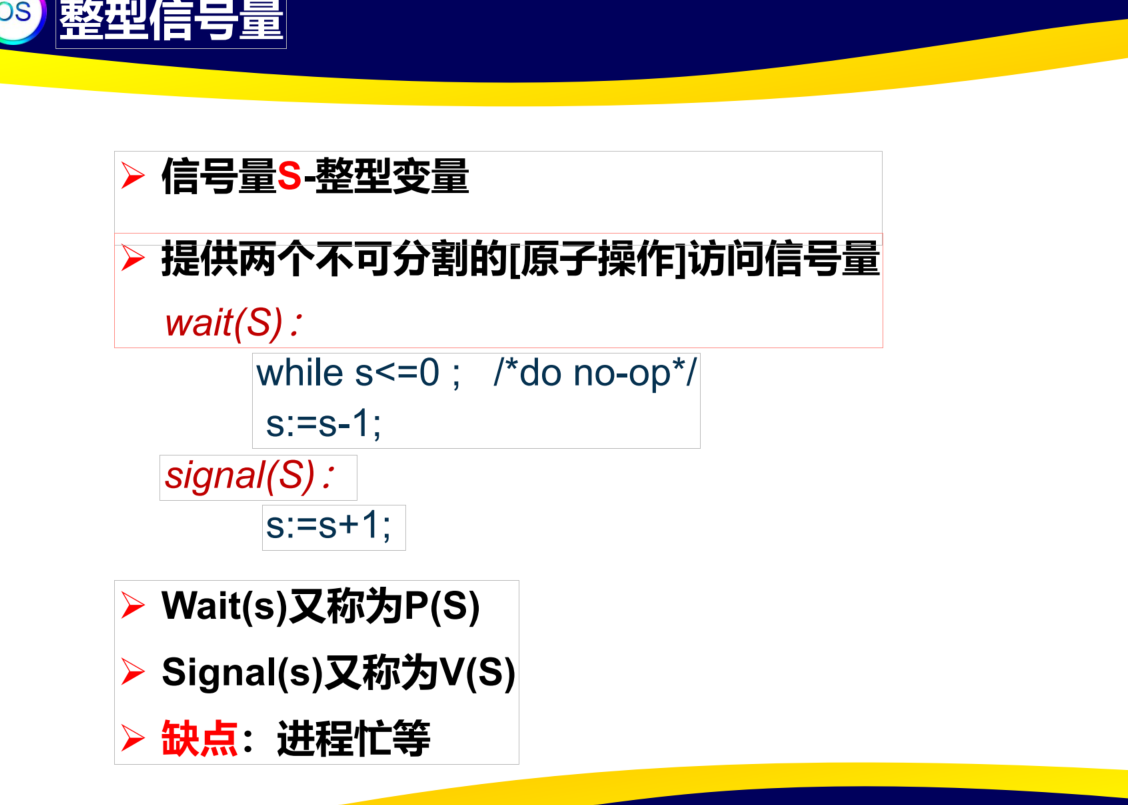 OS
整型信号量
信号量S-整型变量
提供两个不可分割的[原子操作]访问信号量
wait(S)：
while s<=0 ;   /*do no-op*/
s:=s-1;
signal(S)：
s:=s+1;
Wait(s)又称为P(S)
Signal(s)又称为V(S)
缺点：进程忙等